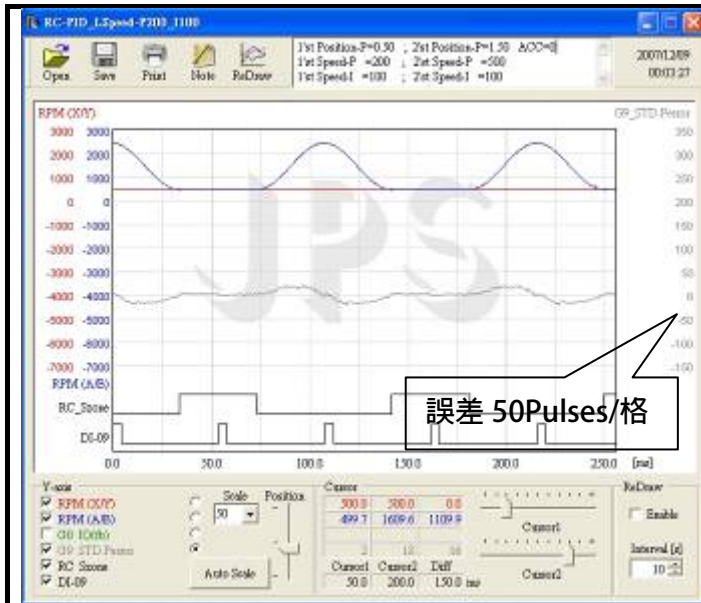 RC-PID_LSpeed-P200_I100
1'st Position-P=0.50 ; 2'st Position-P=1.50 ACC=0
1'st Speed-P =200 ; 2'st Speed-P =500
1'st Speed-I =100 ; 2'st Speed-I =100
2007/12/09
00:03:27
Open Save Print Note ReDraw
RPM (X/Y) G9_STD Perror
3000 3000 350
2000 2000 300
1000 1000 250
0 0 200
-1000 -1000 150
-2000 -2000 100
-3000 -3000 50
-4000 -4000 0
-5000 -5000 -50
-6000 -6000 -100
-7000 -7000 -150
RPM (A/B)
JPS
誤差 50Pulses/格
RC_Szone
DI-09
0.0 50.0 100.0 150.0 200.0 250.0 [ms]
Y-axis Cursor ReDraw
RPM (X/Y) Scale Position 500.0 500.0 0.0
RPM (A/B) 50 499.7 1609.6 1109.9 Cursor1 Enable
G9 STD Perror 2
RC Szone Auto Scale Cursor1 Cursor2 Diff Cursor2 Interval [s]
DI-09 50.0 200.0 150.0 ms 10